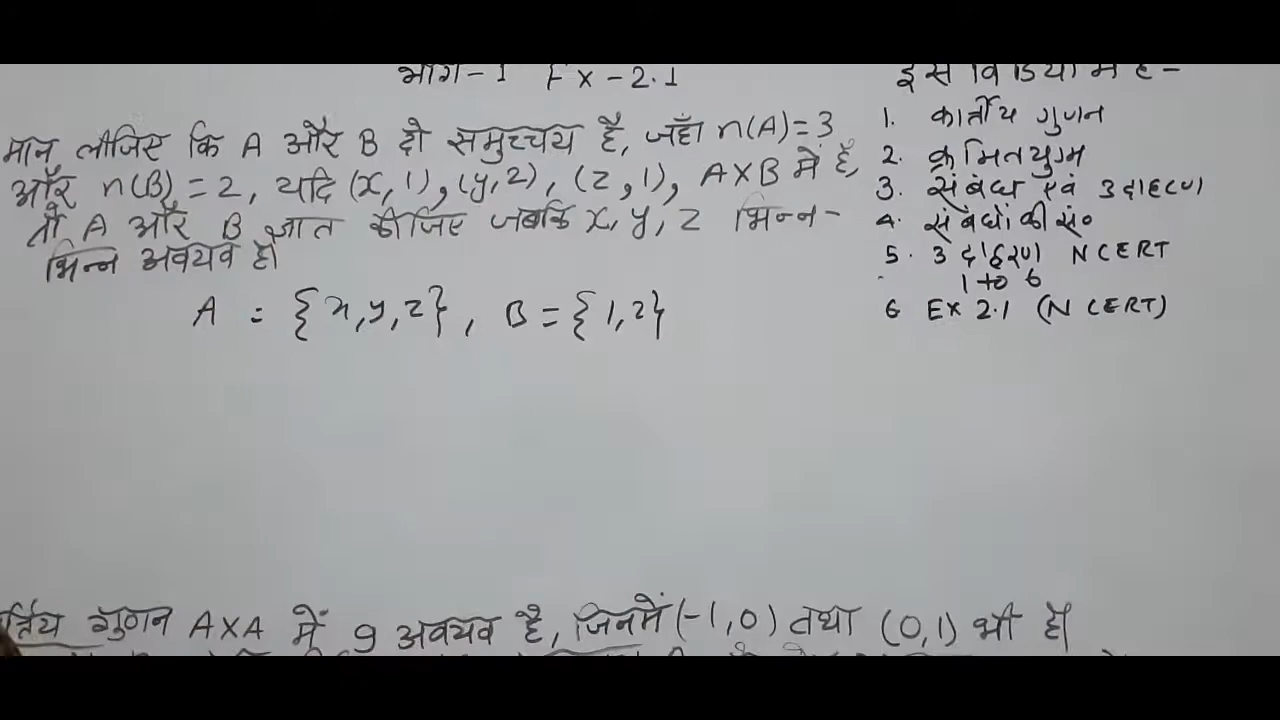 भाग-1 Ex-2.1
मान लीजिए कि A और B दो समुच्चय है, जहाँ n(A)=3
और n(B)=2, यदि (x,1), (y,2), (z,1), A×B में है,
तो A और B ज्ञात कीजिए जबकि x, y, z भिन्न-
भिन्न अवयव है।
A = {x,y,z}, B={1,2}
इस विडियो में है-
1. कार्तीय गुणन
2. क्रमितयुग्म
3. संबंध एवं उदाहरण
4. संबंधों की सं०
5. उदाहरण NCERT
1 to 6
6 EX 2.1 (NCERT)
गुणन A×A में 9 अवयव है, जिनमें (-1,0) तथा (0,1) भी है।